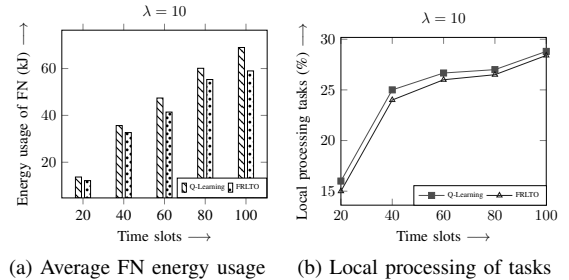 λ = 10
Energy usage of FN (kJ) →
60
40
20
20 40 60 80 100
Q-Learning FRLTO
Time slots →
(a) Average FN energy usage
λ = 10
Local processing tasks (%) →
30
25
20
15
20 40 60 80 100
Q-Learning FRLTO
Time slots →
(b) Local processing of tasks